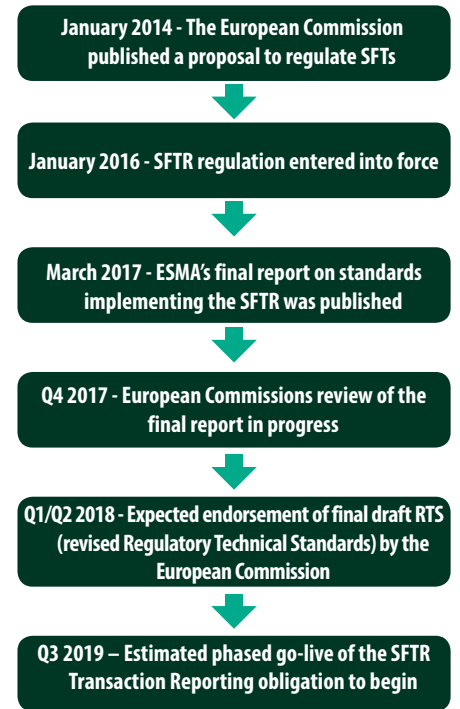 January 2014 - The European Commission
published a proposal to regulate SFTs
January 2016 - SFTR regulation entered into force
March 2017 - ESMA's final report on standards
implementing the SFTR was published
Q4 2017 - European Commissions review of the
final report in progress
Q1/Q2 2018 - Expected endorsement of final draft RTS
(revised Regulatory Technical Standards) by the
European Commission
Q3 2019 – Estimated phased go-live of the SFTR
Transaction Reporting obligation to begin